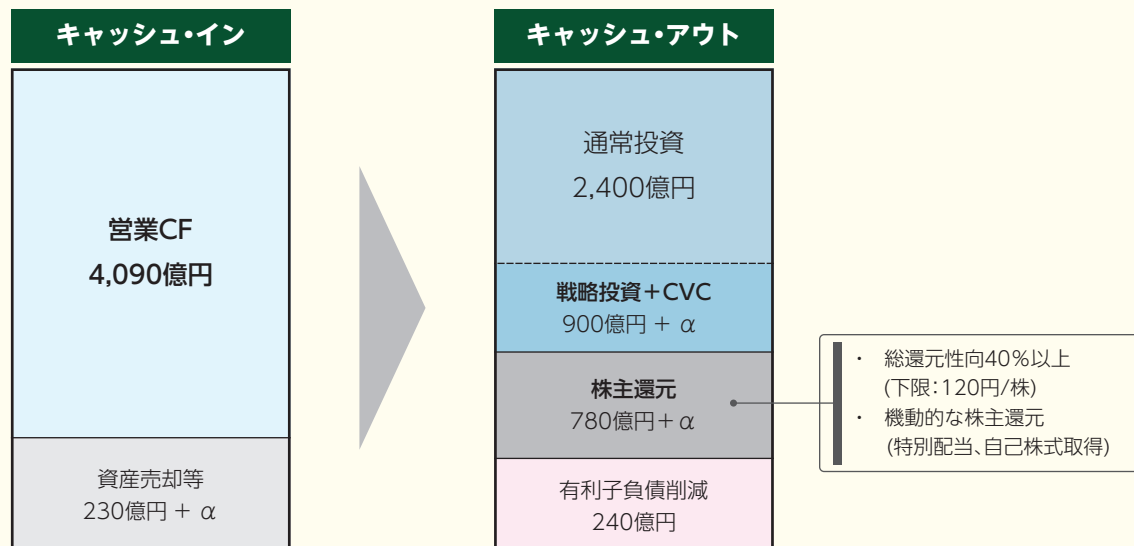 キャッシュ・イン
営業CF
4,090億円
資産売却等
230億円 + α
キャッシュ・アウト
通常投資
2,400億円
戦略投資+CVC
900億円 + α
株主還元
780億円+α
有利子負債削減
240億円
・ 総還元性向40%以上
(下限:120円/株)
・ 機動的な株主還元
(特別配当、自己株式取得)